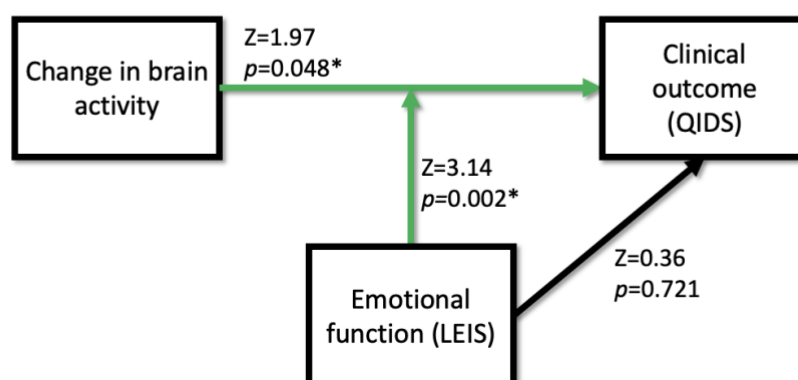 Change in brain
activity
Z=1.97
p=0.048*
Clinical
outcome
(QIDS)
Z=3.14
p=0.002*
Emotional
function (LEIS)
Z=0.36
p=0.721